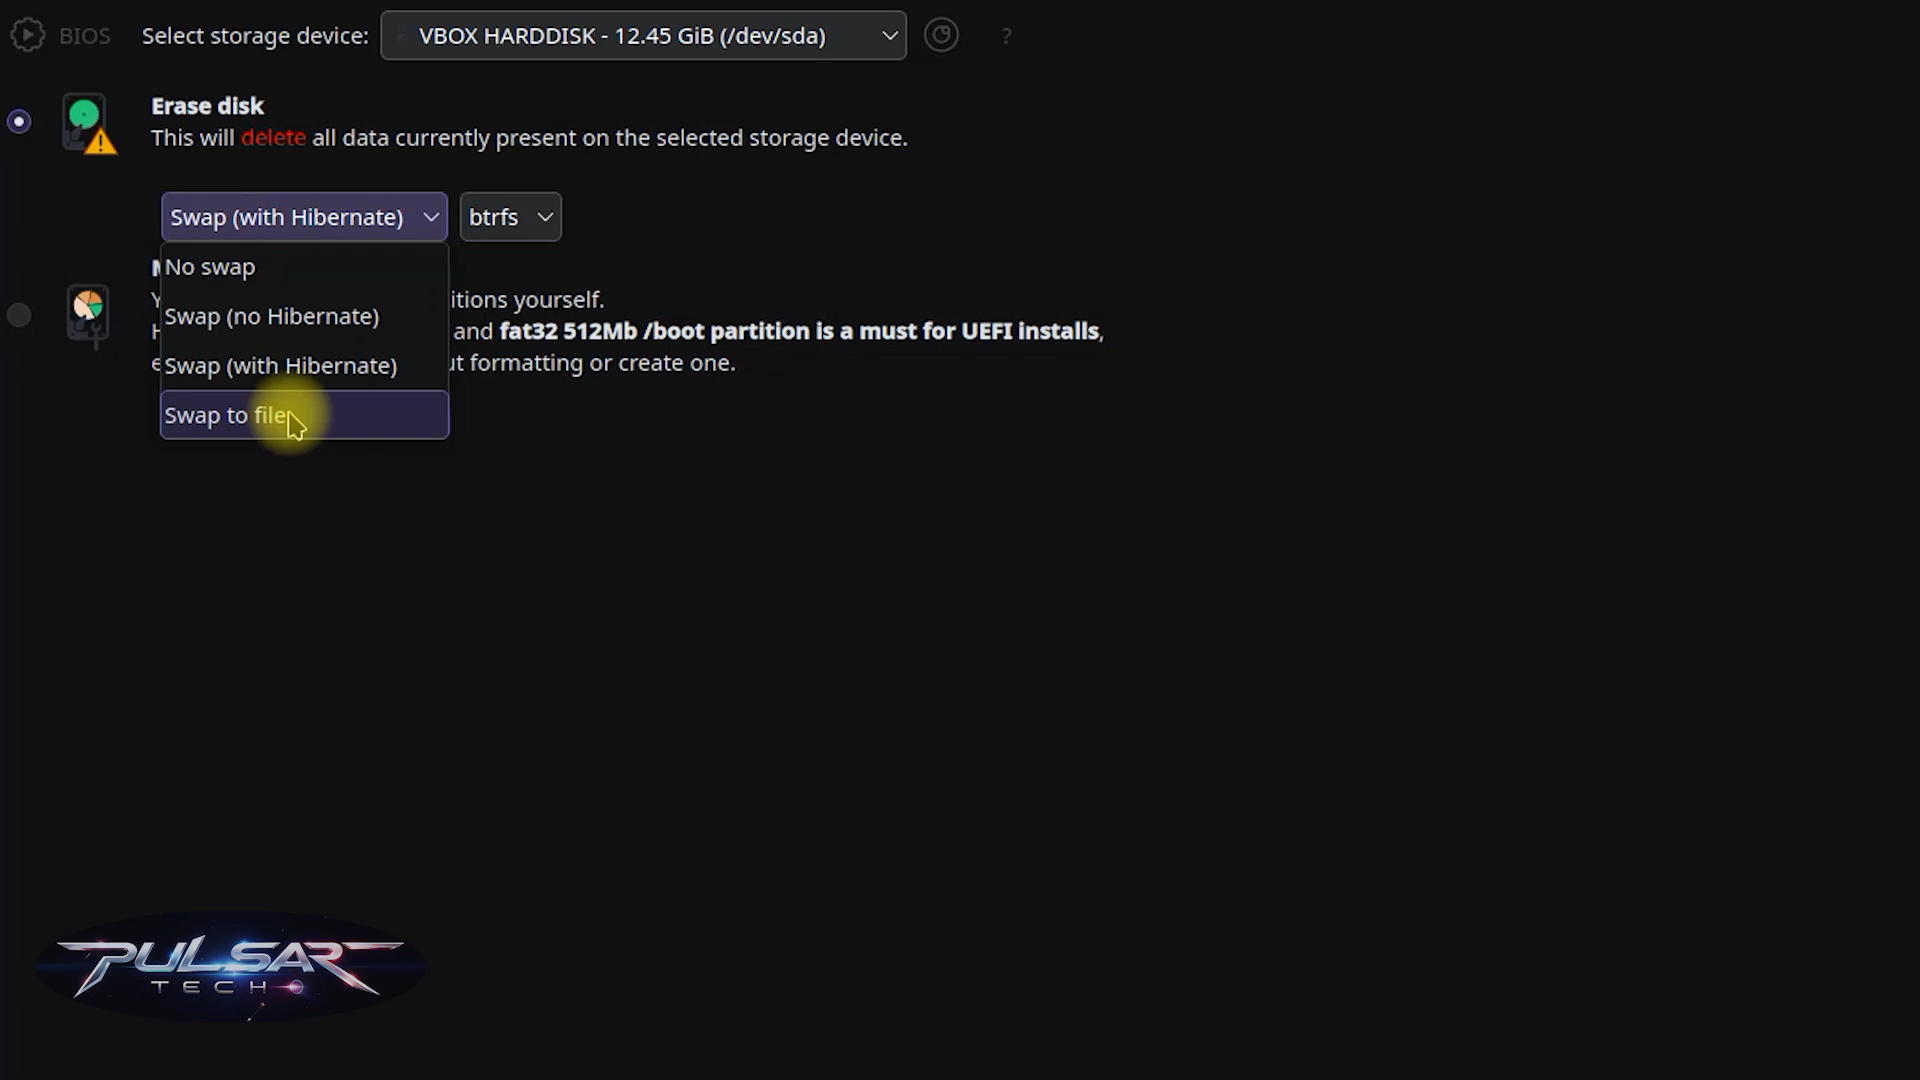 BIOS Select storage device: VBOX HARDDISK - 12.45 GiB (/dev/sda) ?
Erase disk
This will delete all data currently present on the selected storage device.
Swap (with Hibernate) btrfs
No swap
itions yourself.
Swap (no Hibernate)
and fat32 512Mb /boot partition is a must for UEFI installs,
Swap (with Hibernate)
ut formatting or create one.
Swap to file
PULSAR
TECH